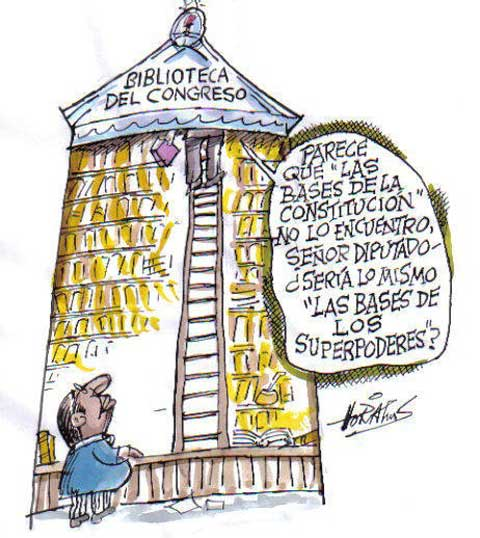 BIBLIOTECA
DEL CONGRESO
PARECE
QUE "LAS
BASES DE LA
CONSTITUCIÓN"
NO LO ENCUENTRO,
SEÑOR DIPUTADO-
¿SERÍA LO MISMO
"LAS BASES DE
LOS
SUPERPODERES"?